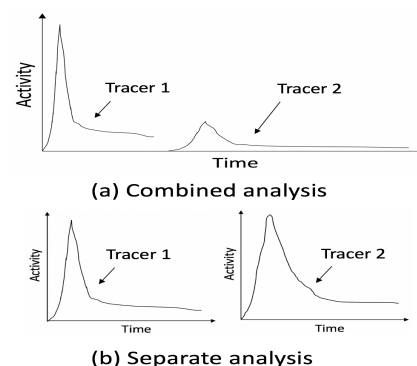 Activity
Tracer 1
Tracer 2
Time
(a) Combined analysis
Activity
Tracer 1
Time
Activity
Tracer 2
Time
(b) Separate analysis